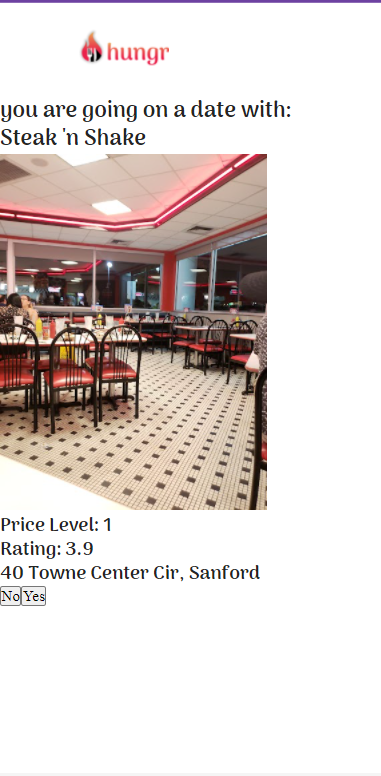 hungr
you are going on a date with:
Steak 'n Shake
Price Level: 1
Rating: 3.9
40 Towne Center Cir, Sanford
No Yes